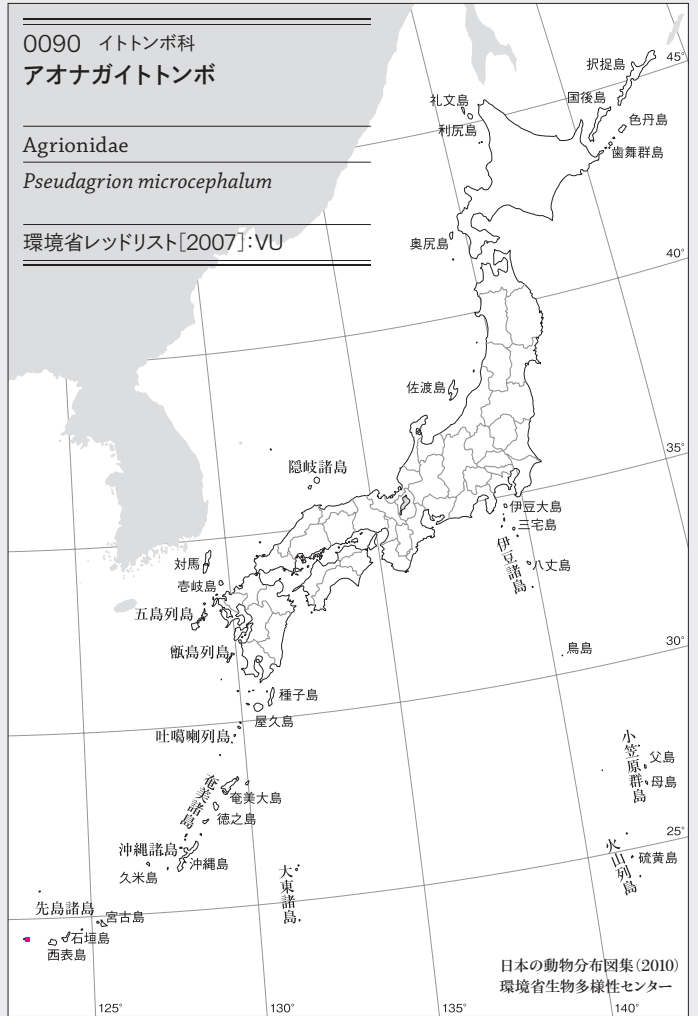 0090 イトトンボ科
アオナガイトトンボ
Agrionidae
Pseudagrion microcephalum
環境省レッドリスト[2007]:VU
45°
択捉島
国後島
礼文島
色丹島
利尻島
歯舞群島
奥尻島
40°
佐渡島
35°
隠岐諸島
伊豆大島
三宅島
伊豆諸島
対馬
八丈島
壱岐島
五島列島
甑島列島
鳥島
30°
種子島
屋久島
吐噶喇列島
小笠原群島
父島
母島
奄美諸島
奄美大島
徳之島
25°
沖縄諸島
沖縄島
火山列島
硫黄島
久米島
大東諸島
先島諸島
宮古島
石垣島
西表島
日本の動物分布図集(2010)
環境省生物多様性センター
125°
130°
135°
140°